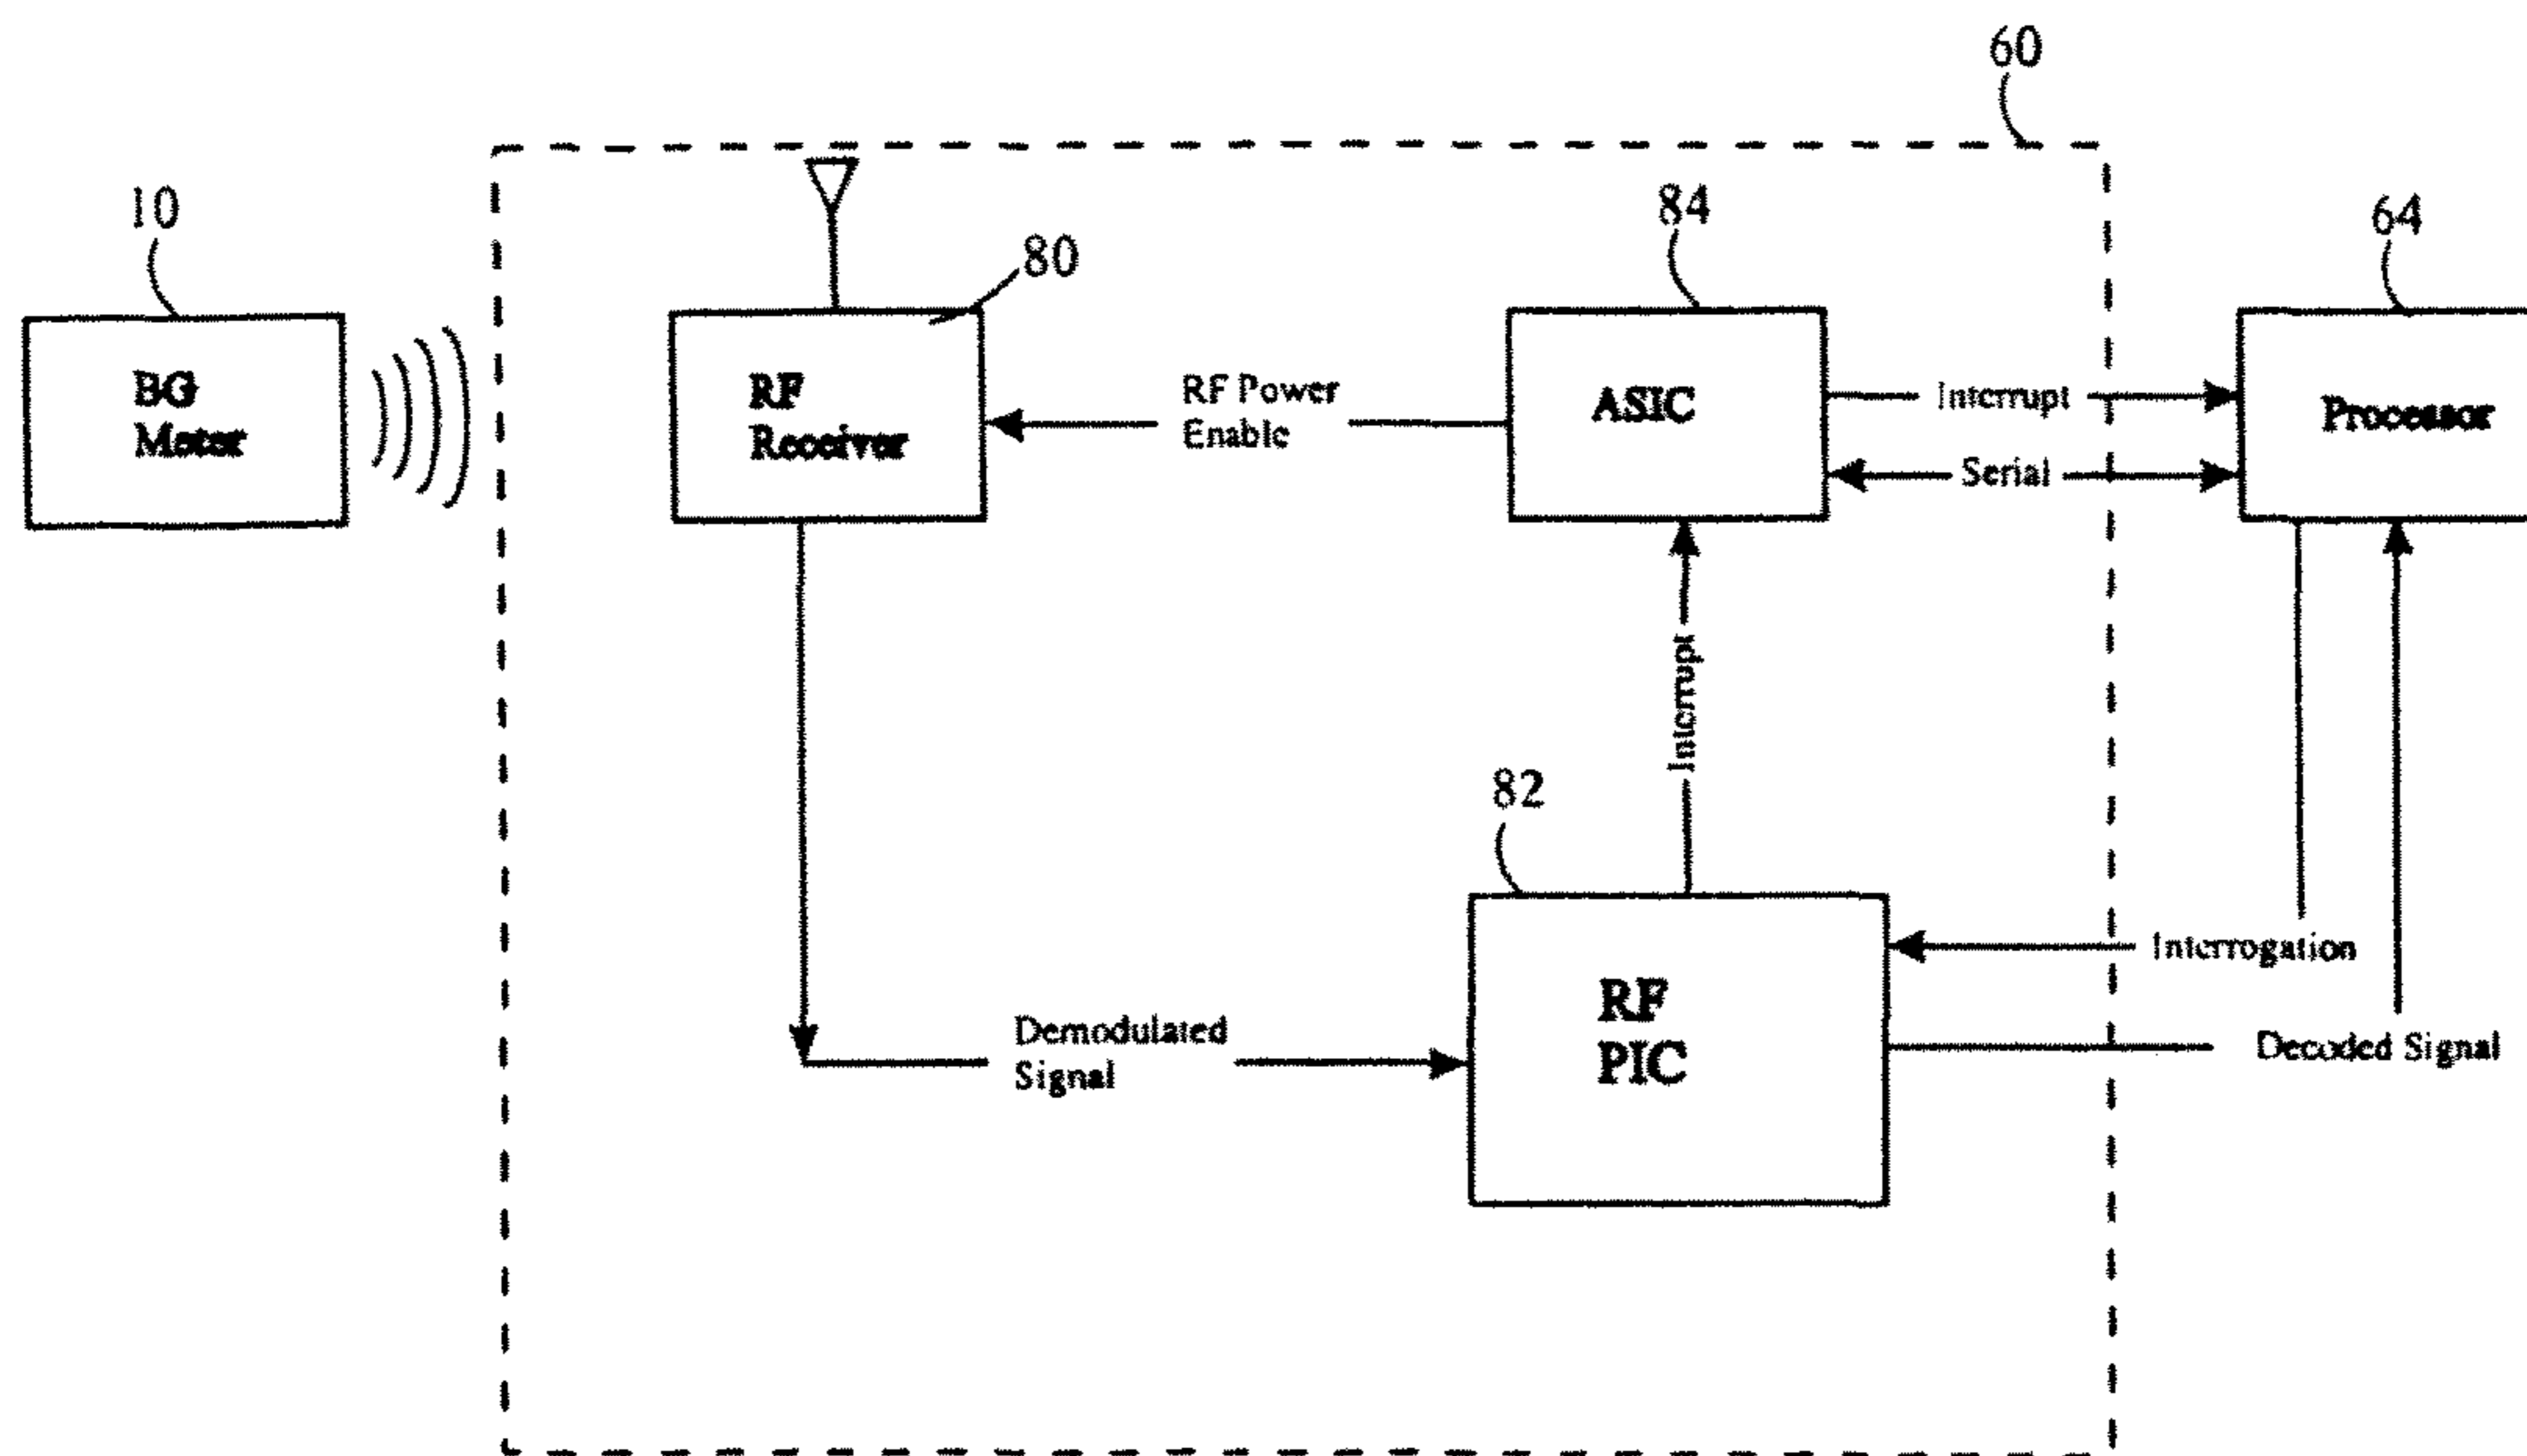 60
10
84
64
80
BG
Meter
RF
Receiver
RF Power
Enable
ASIC
Interrupt
Serial
Processor
Interrupt
82
Interrogation
RF
PIC
Demodulated
Signal
Decoded Signal